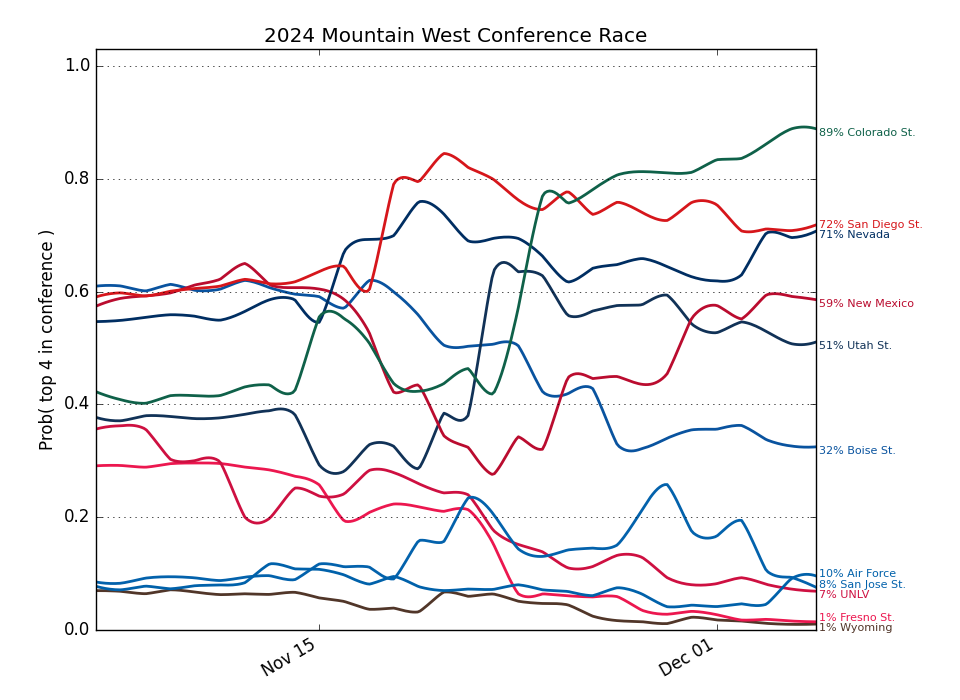 2024 Mountain West Conference Race
Prob( top 4 in conference )
1.0
0.8
0.6
0.4
0.2
0.0
Nov 15
Dec 01
89% Colorado St.
72% San Diego St.
71% Nevada
59% New Mexico
51% Utah St.
32% Boise St.
10% Air Force
8% San Jose St.
7% UNLV
1% Fresno St.
1% Wyoming